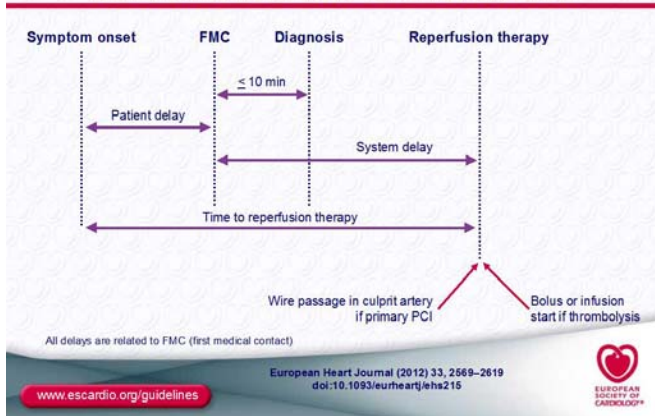 Symptom onset FMC Diagnosis Reperfusion therapy
≤ 10 min
Patient delay
System delay
Time to reperfusion therapy
Wire passage in culprit artery
if primary PCI
Bolus or infusion
start if thrombolysis
All delays are related to FMC (first medical contact)
European Heart Journal (2012) 33, 2569–2619
doi:10.1093/eurheartj/ehs215
www.escardio.org/guidelines
EUROPEAN
SOCIETY OF
CARDIOLOGY®